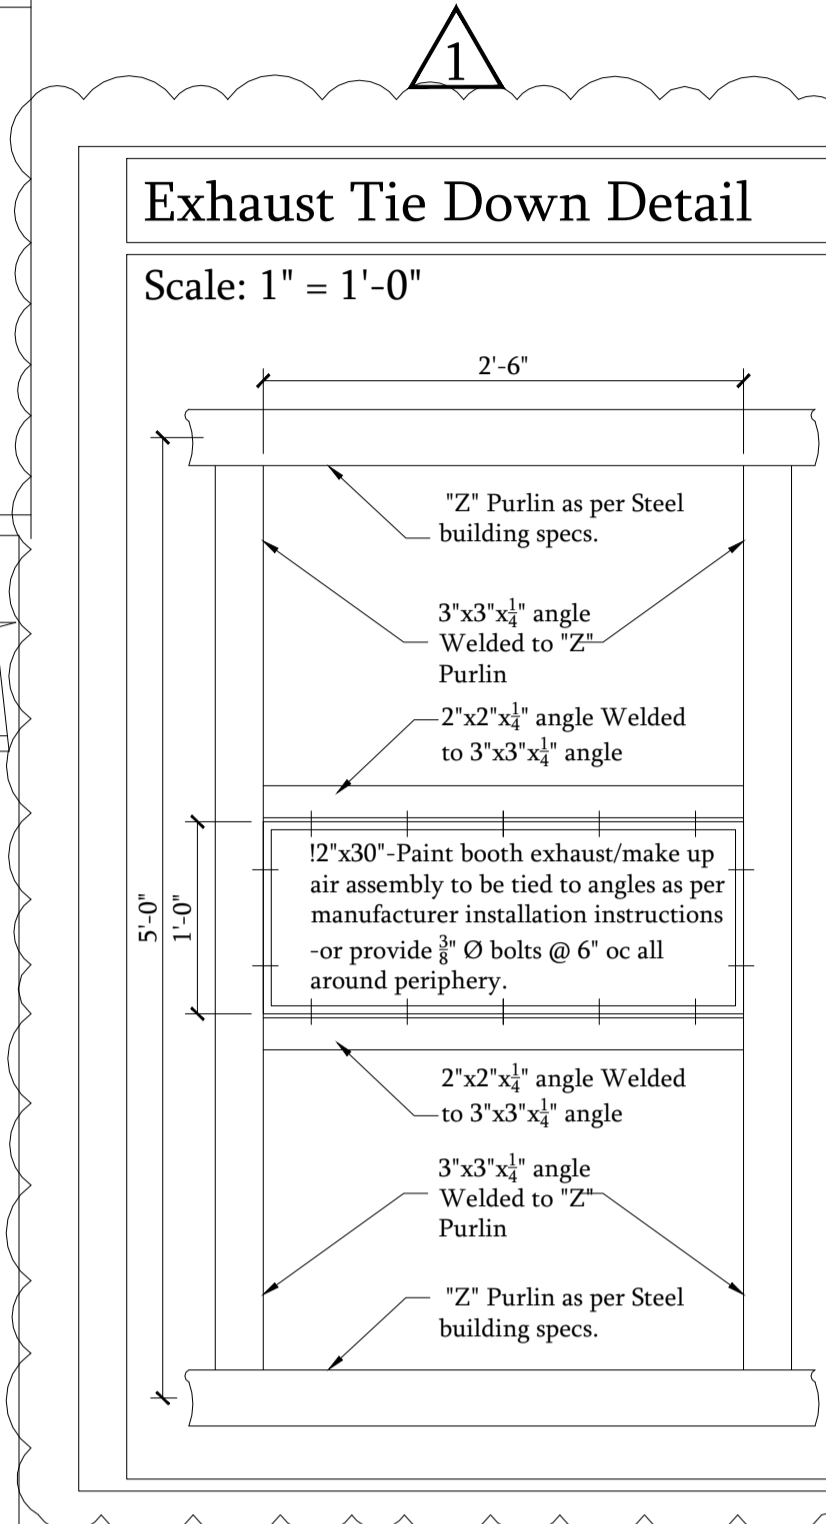 1
Exhaust Tie Down Detail
Scale: 1" = 1'-0"
2'-6"
"Z" Purlin as per Steel
building specs.
3"x3"x1/4" angle
Welded to "Z"
Purlin
2"x2"x1/4" angle Welded
to 3"x3"x1/4" angle
5'-0"
1'-0"
!2"x30"-Paint booth exhaust/make up
air assembly to be tied to angles as per
manufacturer installation instructions
-or provide 3/8" Ø bolts @ 6" oc all
around periphery.
2"x2"x1/4" angle Welded
to 3"x3"x1/4" angle
3"x3"x1/4" angle
Welded to "Z"
Purlin
"Z" Purlin as per Steel
building specs.